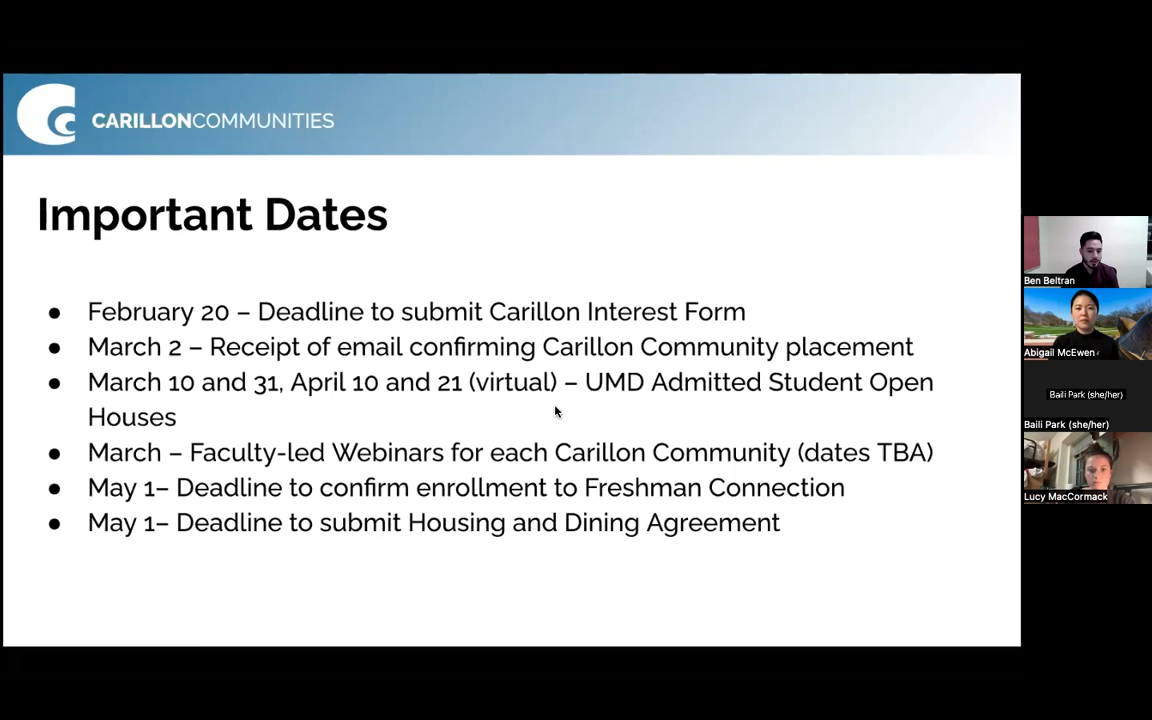 CARILLONCOMMUNITIES
Important Dates
● February 20 – Deadline to submit Carillon Interest Form
● March 2 – Receipt of email confirming Carillon Community placement
● March 10 and 31, April 10 and 21 (virtual) – UMD Admitted Student Open
Houses
● March – Faculty-led Webinars for each Carillon Community (dates TBA)
● May 1– Deadline to confirm enrollment to Freshman Connection
● May 1– Deadline to submit Housing and Dining Agreement
Ben Beltran
Abigail McEwen
Baili Park (she/her)
Baili Park (she/her)
Lucy MacCormack